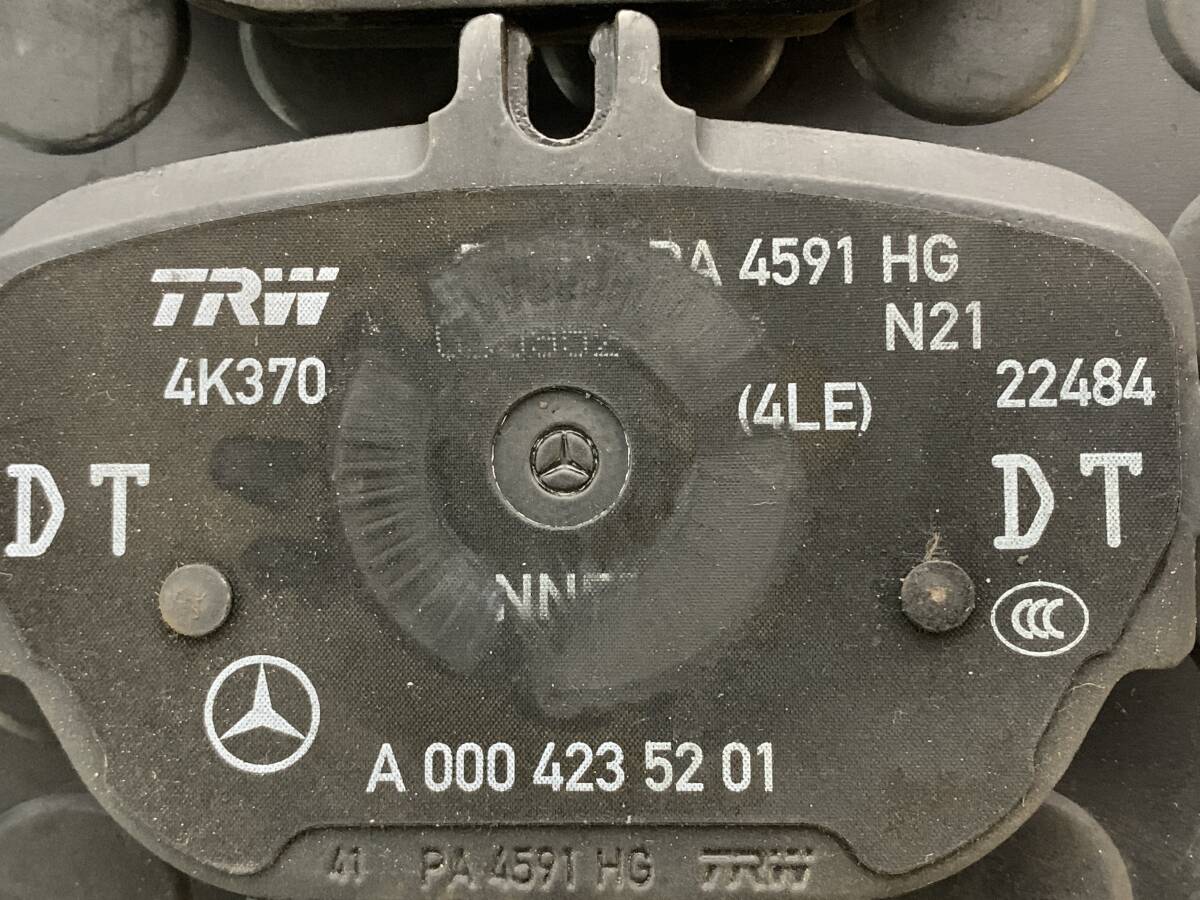 PA 4591 HG
TRW
N21
4K370
(4LE)
22484
DT
DT
CCC
A 000 423 52 01
41 PA 4591 HG TRW